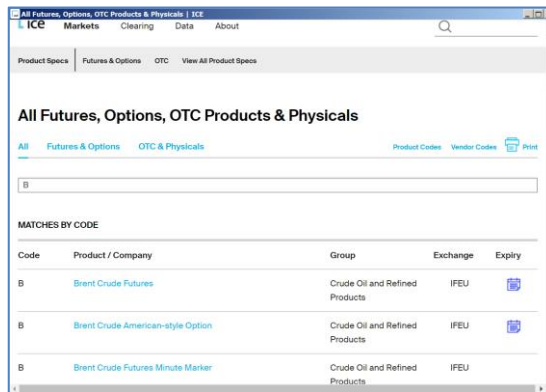 All Futures, Options, OTC Products & Physicals | ICE
ice Markets Clearing Data About
Product Specs Futures & Options OTC View All Product Specs
All Futures, Options, OTC Products & Physicals
All Futures & Options OTC & Physicals Product Codes Vendor Codes Print
B
MATCHES BY CODE
Code Product / Company Group Exchange Expiry
B Brent Crude Futures Crude Oil and Refined IFEU
Products
B Brent Crude American-style Option Crude Oil and Refined IFEU
Products
B Brent Crude Futures Minute Marker Crude Oil and Refined IFEU
Products